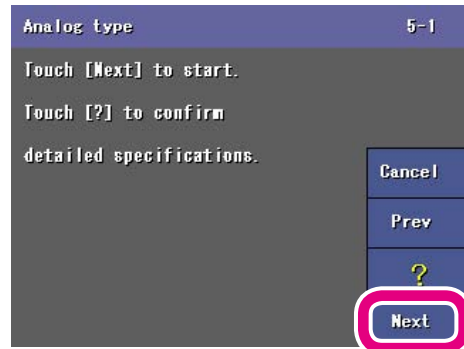 Analog type 5-1
Touch [Next] to start.
Touch [?] to confirm
detailed specifications.
Cancel
Prev
?
Next